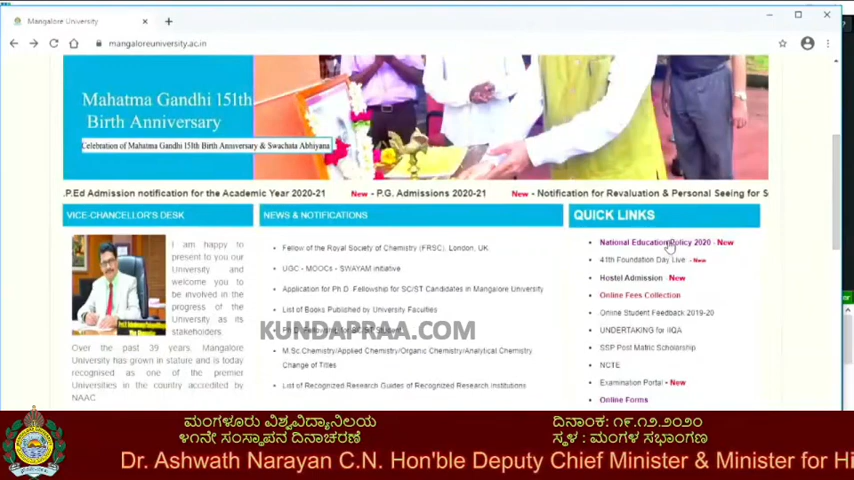 Mangalore University
mangaloreuniversity.ac.in
Mahatma Gandhi 151th
Birth Anniversary
Celebration of Mahatma Gandhi 151th Birth Anniversary & Swachata Abhiyana
.P.Ed Admission notification for the Academic Year 2020-21 New - P.G. Admissions 2020-21 New - Notification for Revaluation & Personal Seeing for S
VICE-CHANCELLOR'S DESK
I am happy to
present to you our
University and
welcome you to
be involved in the
progress of the
University as its
stakeholders.
Over the past 39 years, Mangalore
University has grown in stature and is today
recognised as one of the premier
Universities in the country accredited by
NAAC
NEWS & NOTIFICATIONS
Fellow of the Royal Society of Chemistry (FRSC), London, UK.
UGC - MOOCs - SWAYAM initiative
Application for Ph.D. Fellowship for SC/ST Candidates in Mangalore University
List of Books Published by University Faculties
Ph.D. Fellowship for SC/ST Student
M.Sc.Chemistry/Applied Chemistry/Organic Chemistry/Analytical Chemistry
Change of Titles
List of Recognized Research Guides of Recognized Research Institutions
QUICK LINKS
National Education Policy 2020 - New
41th Foundation Day Live - New
Hostel Admission - New
Online Fees Collection
Online Student Feedback 2019-20
UNDERTAKING for IIQA
SSP Post Matric Scholarship
NCTE
Examination Portal - New
Online Forms
KUNDAPRAA.COM
ಮಂಗಳೂರು ವಿಶ್ವವಿದ್ಯಾನಿಲಯ
೪೧ನೇ ಸಂಸ್ಥಾಪನ ದಿನಾಚರಣೆ
ದಿನಾಂಕ: ೧೯.೧೨.೨೦೨೦
ಸ್ಥಳ : ಮಂಗಳ ಸಭಾಂಗಣ
Dr. Ashwath Narayan C.N. Hon'ble Deputy Chief Minister & Minister for Hi